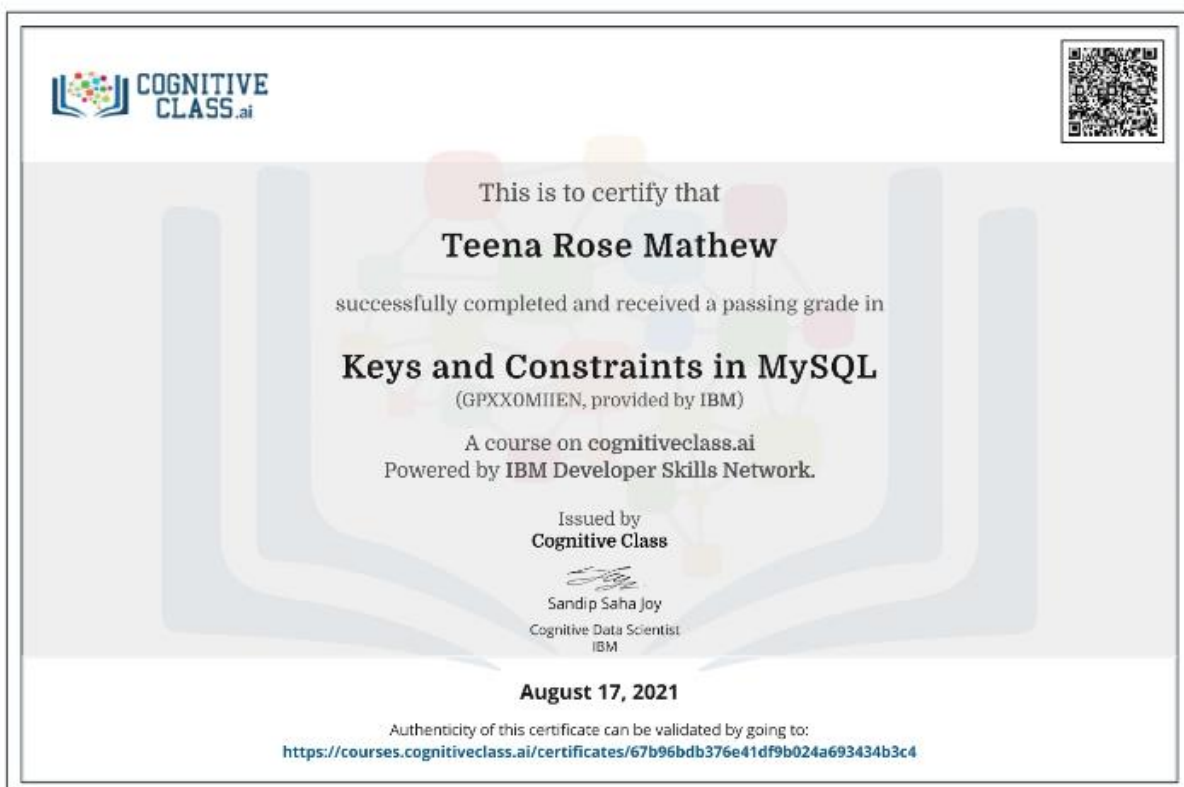 COGNITIVE
CLASS.ai
This is to certify that
Teena Rose Mathew
successfully completed and received a passing grade in
Keys and Constraints in MySQL
(GPXX0MIIEN, provided by IBM)
A course on cognitiveclass.ai
Powered by IBM Developer Skills Network.
Issued by
Cognitive Class
Sandip Saha Joy
Cognitive Data Scientist
IBM
August 17, 2021
Authenticity of this certificate can be validated by going to:
https://courses.cognitiveclass.ai/certificates/67b96bdb376e41df9b024a693434b3c4